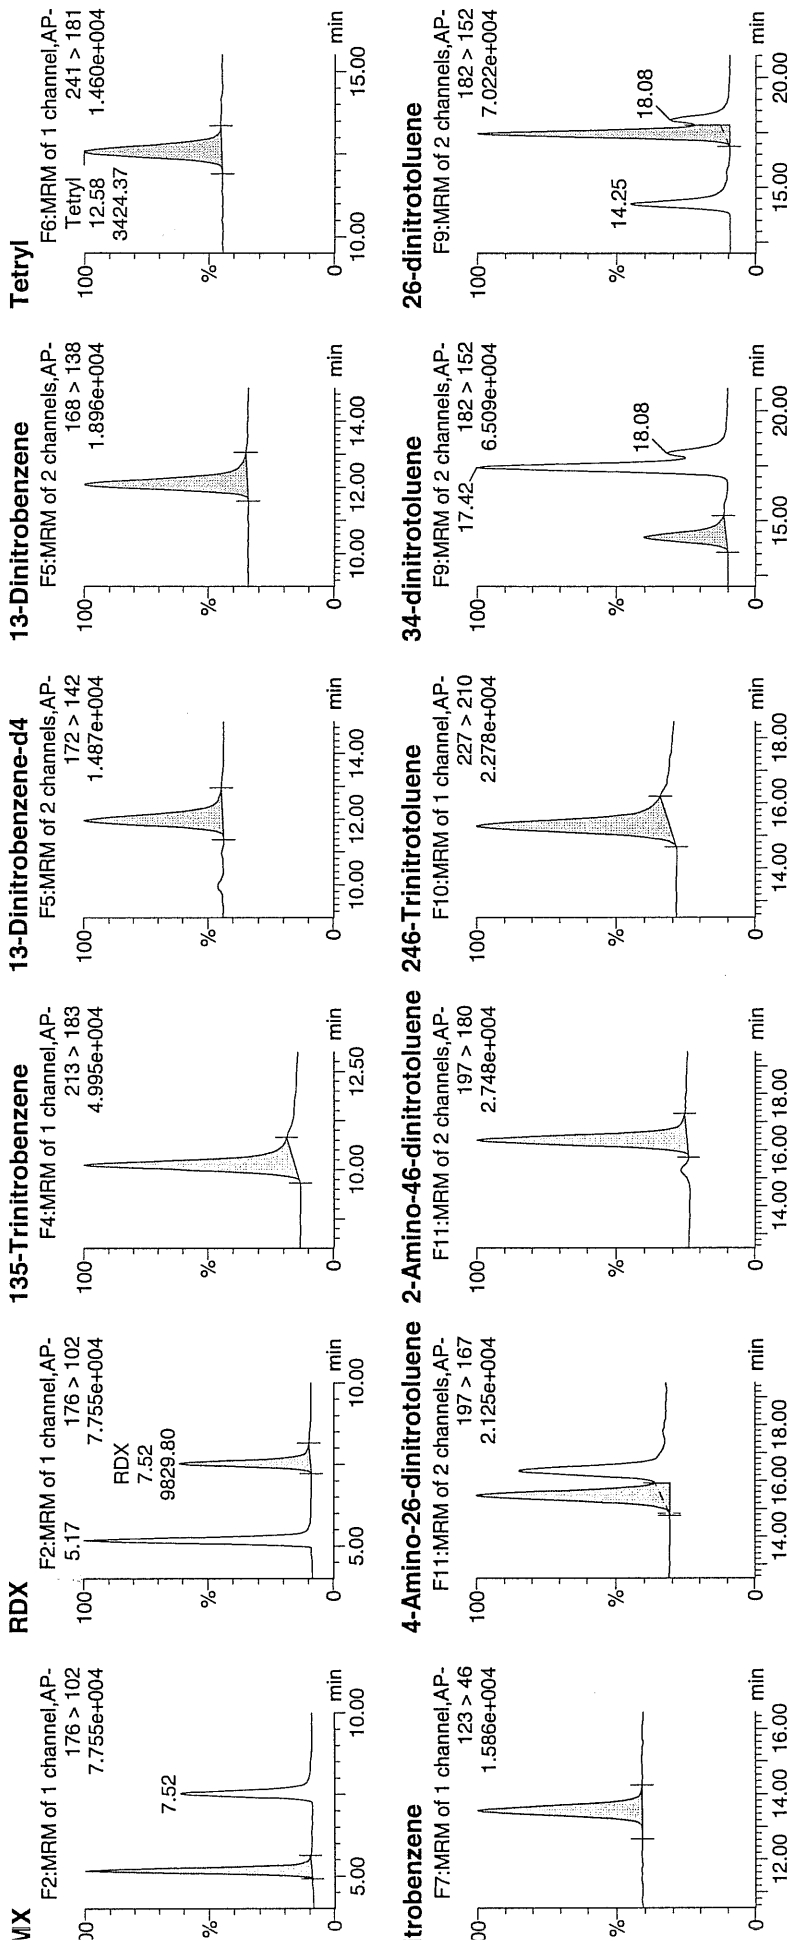 MX
F2:MRM of 1 channel,AP-
176 > 102
7.755e+004
7.52
00
%
0
5.00
10.00
min
RDX
F2:MRM of 1 channel,AP-
176 > 102
7.755e+004
5.17
RDX
7.52
9829.80
100
%
0
5.00
10.00
min
135-Trinitrobenzene
F4:MRM of 1 channel,AP-
213 > 183
4.995e+004
100
%
0
10.00
12.50
min
13-Dinitrobenzene-d4
F5:MRM of 2 channels,AP-
172 > 142
1.487e+004
100
%
0
10.00
12.00
14.00
min
13-Dinitrobenzene
F5:MRM of 2 channels,AP-
168 > 138
1.896e+004
100
%
0
10.00
12.00
14.00
min
Tetryl
F6:MRM of 1 channel,AP-
241 > 181
1.460e+004
Tetryl
12.58
3424.37
100
%
0
10.00
15.00
min
trobenzene
F7:MRM of 1 channel,AP-
123 > 46
1.586e+004
00
%
0
12.00
14.00
16.00
min
4-Amino-26-dinitrotoluene
F11:MRM of 2 channels,AP-
197 > 167
2.125e+004
100
%
0
14.00
16.00
18.00
min
2-Amino-46-dinitrotoluene
F11:MRM of 2 channels,AP-
197 > 180
2.748e+004
100
%
0
14.00
16.00
18.00
min
246-Trinitrotoluene
F10:MRM of 1 channel,AP-
227 > 210
2.278e+004
100
%
0
14.00
16.00
18.00
min
34-dinitrotoluene
F9:MRM of 2 channels,AP-
182 > 152
6.509e+004
17.42
18.08
100
%
0
15.00
20.00
min
26-dinitrotoluene
F9:MRM of 2 channels,AP-
182 > 152
7.022e+004
14.25
18.08
100
%
0
15.00
20.00
min